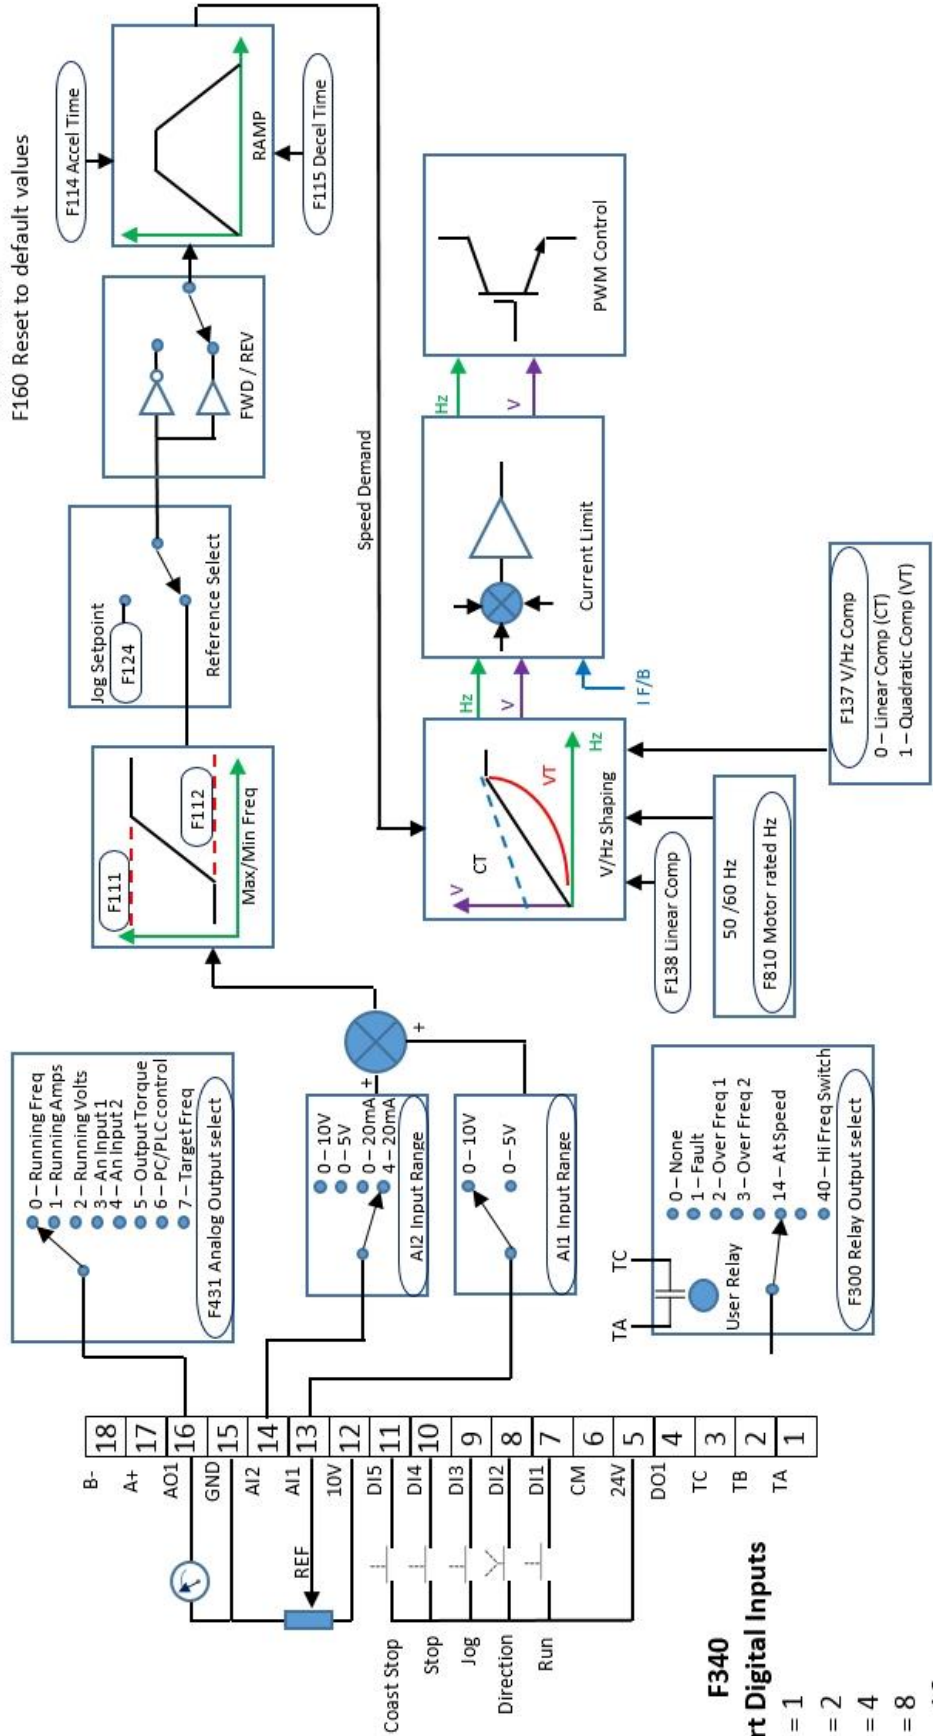 F160 Reset to default values
F114 Accel Time
RAMP
F115 Decel Time
FWD / REV
Jog Setpoint
F124
Reference Select
F111
F112
Max/Min Freq
Speed Demand
PWM Control
Hz
V
Current Limit
Hz
V
I F/B
V
CT
VT
Hz
V/Hz Shaping
F138 Linear Comp
50 /60 Hz
F810 Motor rated Hz
F137 V/Hz Comp
0 – Linear Comp (CT)
1 – Quadratic Comp (VT)
0 – Running Freq
1 – Running Amps
2 – Running Volts
3 – An Input 1
4 – An Input 2
5 – Output Torque
6 – PC/PLC control
7 – Target Freq
F431 Analog Output select
+
+
0 – 10V
0 – 5V
0 – 20mA
4 – 20mA
AI2 Input Range
0 – 10V
0 – 5V
AI1 Input Range
TA
TC
User Relay
0 – None
1 – Fault
2 – Over Freq 1
3 – Over Freq 2
14 – At Speed
40 – Hi Freq Switch
F300 Relay Output select
B- 18
A+ 17
AO1 16
GND 15
AI2 14
AI1 13
10V 12
DI5 11
DI4 10
DI3 9
DI2 8
DI1 7
CM 6
24V 5
DO1 4
TC 3
TB 2
TA 1
REF
Coast Stop
Stop
Jog
Direction
Run
F340
rt Digital Inputs
= 1
= 2
= 4
= 8